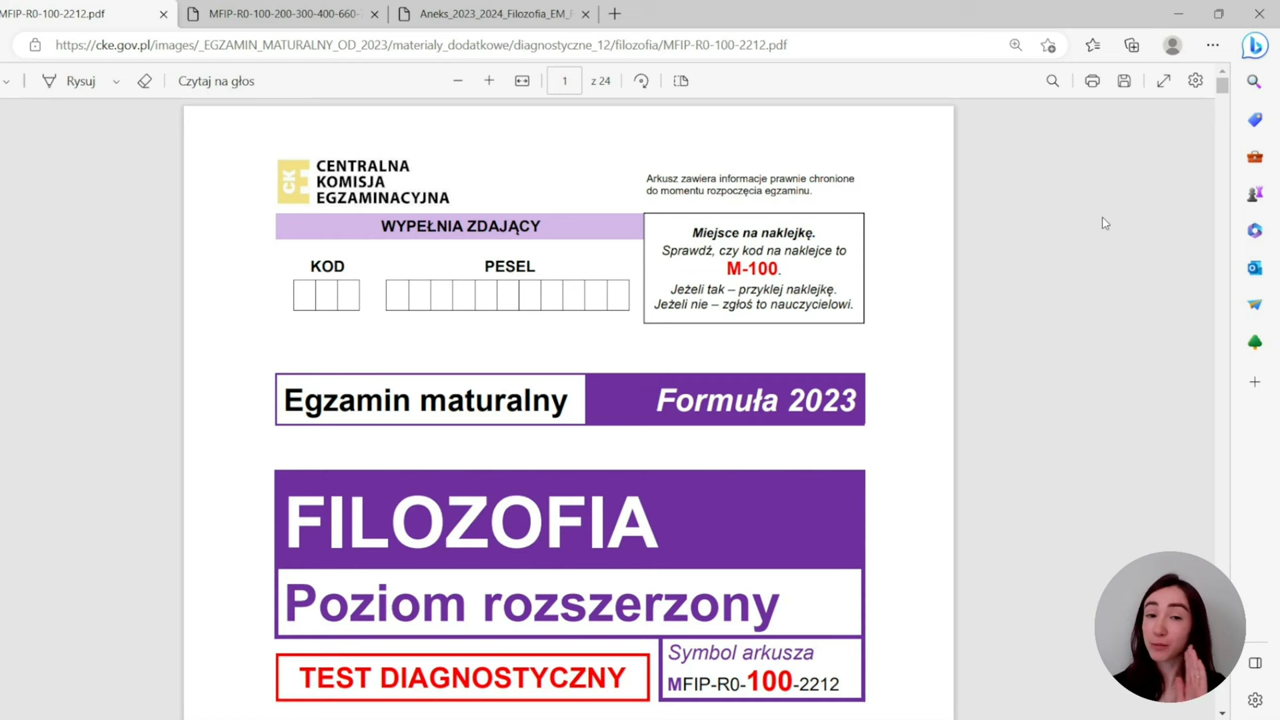 MFIP-R0-100-2212.pdf
MFIP-R0-100-200-300-400-660-
Aneks_2023_2024_Filozofia_EM_
https://cke.gov.pl/images/_EGZAMIN_MATURALNY_OD_2023/materialy_dodatkowe/diagnostyczne_12/filozofia/MFIP-R0-100-2212.pdf
Rysuj
Czytaj na głos
1
z 24
CKE
CENTRALNA
KOMISJA
EGZAMINACYJNA
Arkusz zawiera informacje prawnie chronione
do momentu rozpoczęcia egzaminu.
WYPEŁNIA ZDAJĄCY
KOD
PESEL
Miejsce na naklejkę.
Sprawdź, czy kod na naklejce to
M-100.
Jeżeli tak – przyklej naklejkę.
Jeżeli nie – zgłoś to nauczycielowi.
Egzamin maturalny
Formuła 2023
FILOZOFIA
Poziom rozszerzony
TEST DIAGNOSTYCZNY
Symbol arkusza
MFIP-R0-100-2212